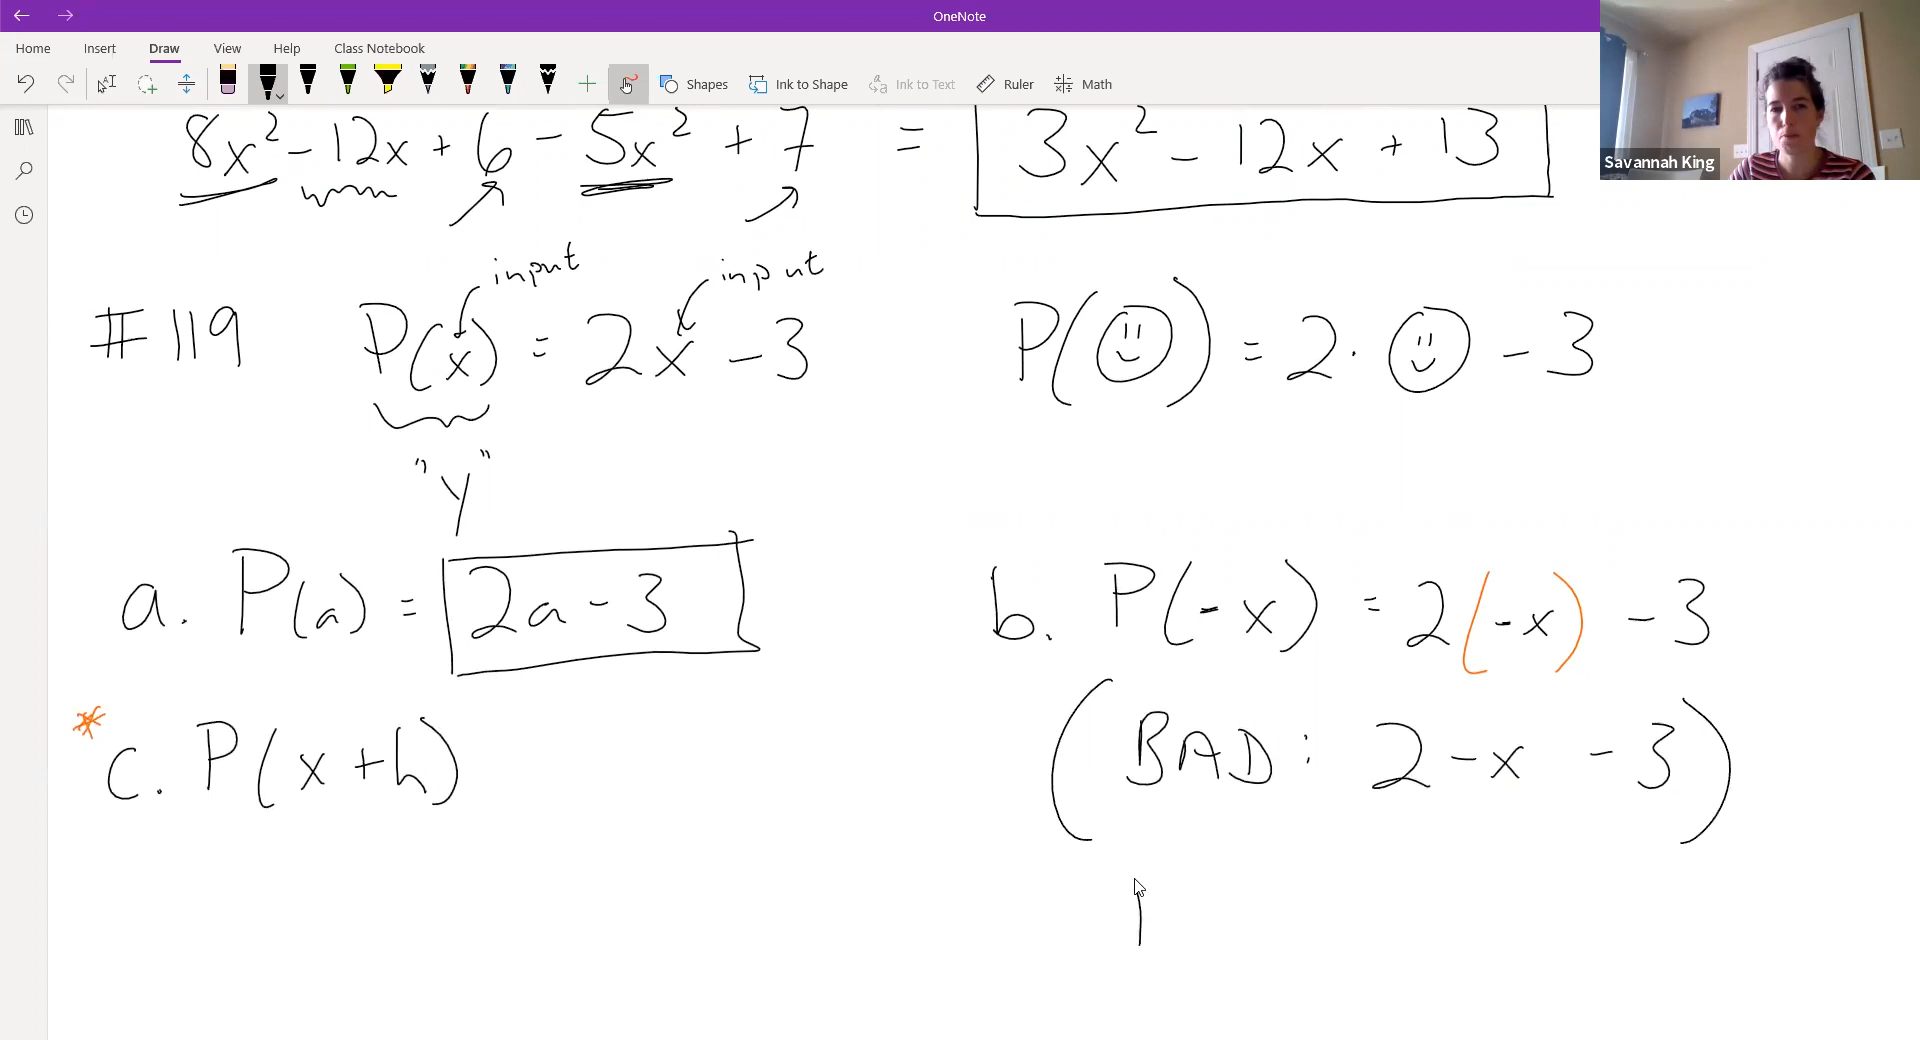 OneNote
Home Insert Draw View Help Class Notebook
Shapes Ink to Shape Ink to Text Ruler Math
Savannah King
8x² - 12x + 6 - 5x² + 7 = 3x² - 12x + 13
input input
#119 P(x) = 2x - 3 P(☺) = 2 · ☺ - 3
"y"
a. P(a) = 2a - 3 b. P(-x) = 2(-x) - 3
(BAD: 2 - x - 3)
* c. P(x + h)